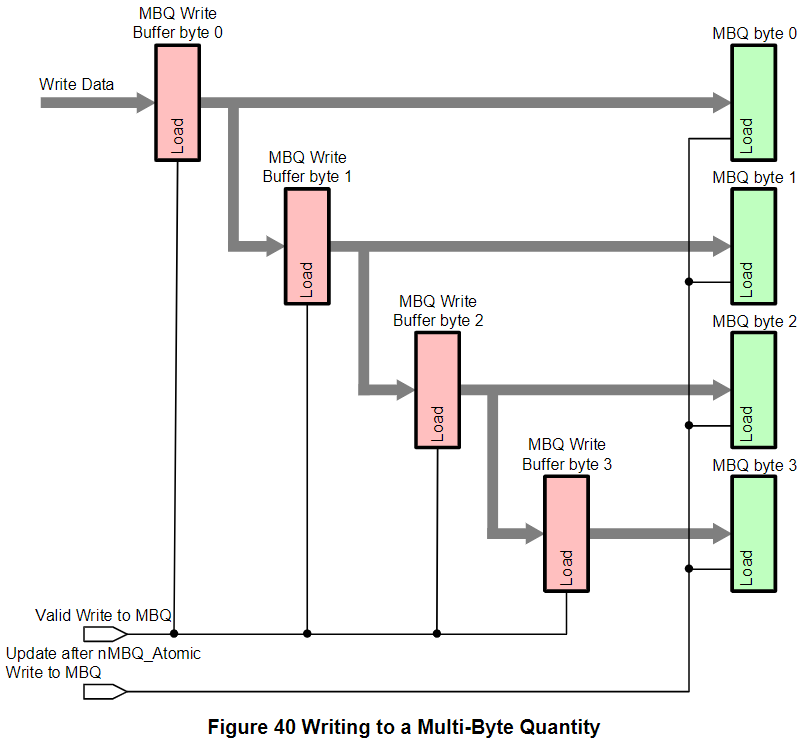 MBQ Write
Buffer byte 0
MBQ byte 0
Write Data
Load
Load
MBQ Write
Buffer byte 1
MBQ byte 1
Load
Load
MBQ Write
Buffer byte 2
MBQ byte 2
Load
Load
MBQ Write
Buffer byte 3
MBQ byte 3
Load
Load
Valid Write to MBQ
Update after nMBQ_Atomic
Write to MBQ
Figure 40 Writing to a Multi-Byte Quantity